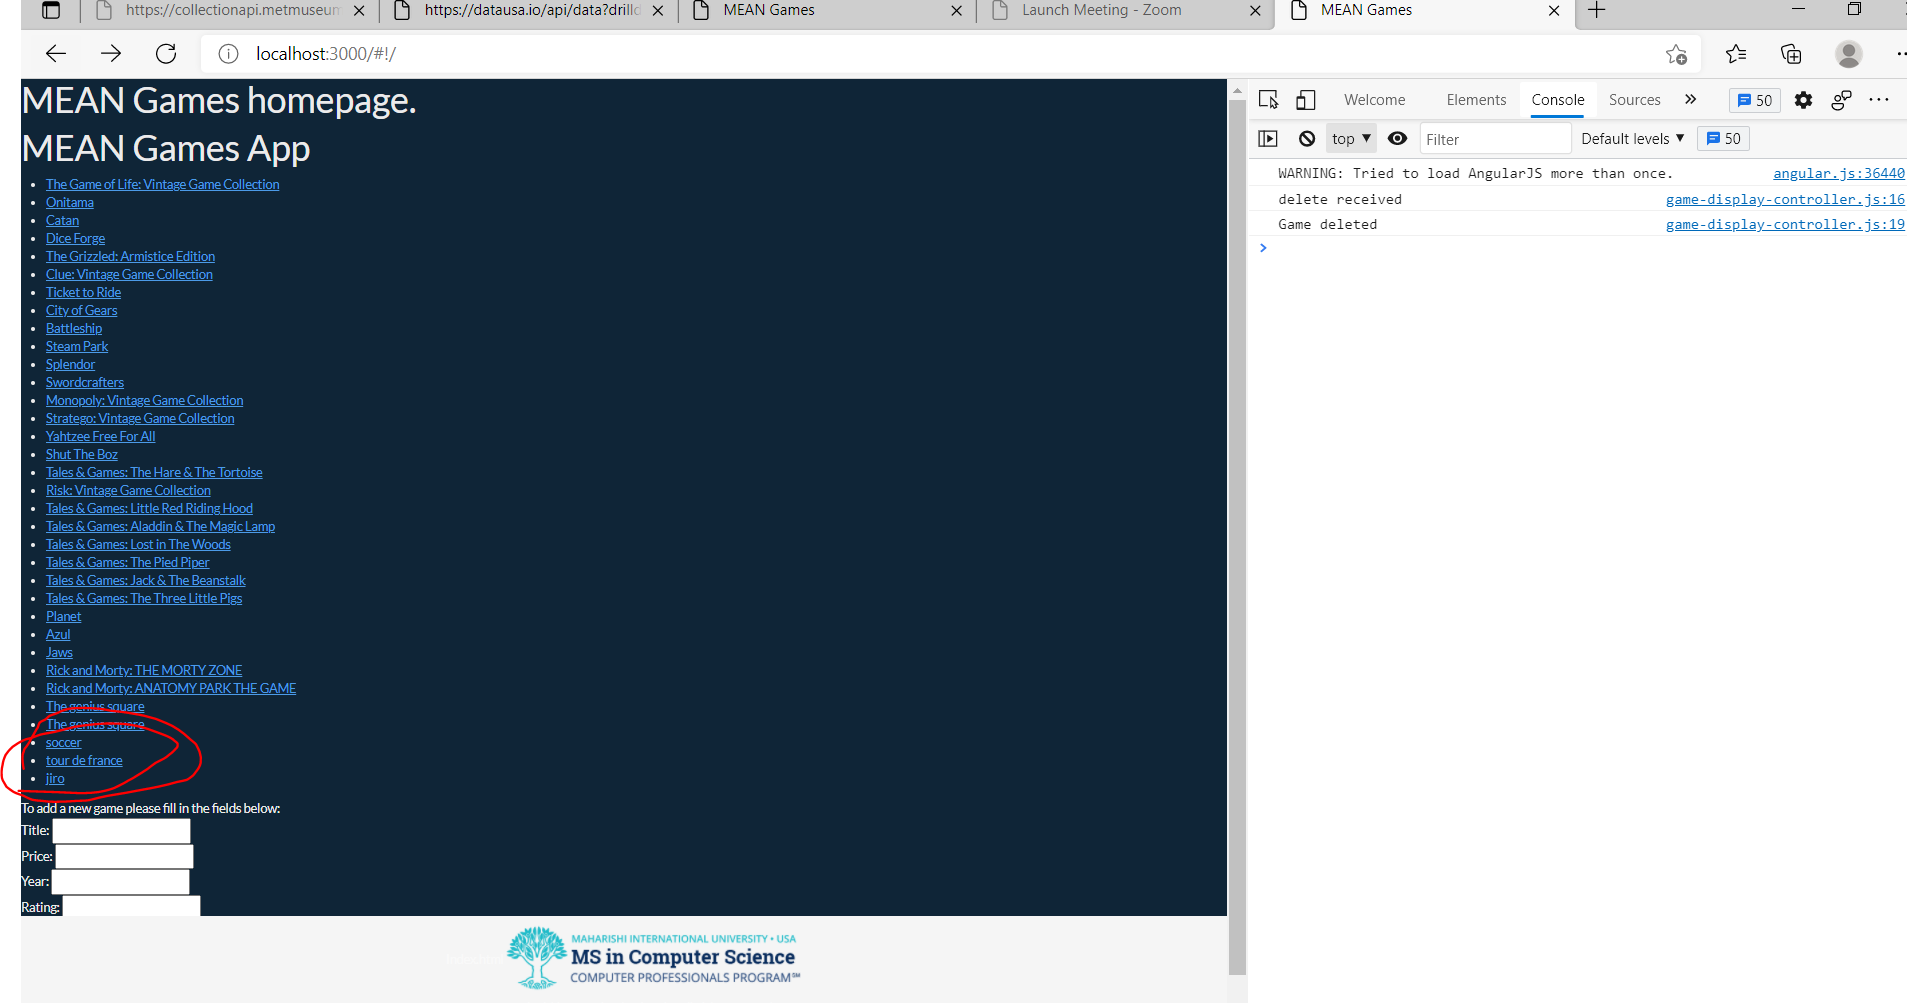 https://collectionapi.metmuseum
https://datausa.io/api/data?drilld
MEAN Games
Launch Meeting - Zoom
MEAN Games
localhost:3000/#!/
MEAN Games homepage.
MEAN Games App
The Game of Life: Vintage Game Collection
Onitama
Catan
Dice Forge
The Grizzled: Armistice Edition
Clue: Vintage Game Collection
Ticket to Ride
City of Gears
Battleship
Steam Park
Splendor
Swordcrafters
Monopoly: Vintage Game Collection
Stratego: Vintage Game Collection
Yahtzee Free For All
Shut The Boz
Tales & Games: The Hare & The Tortoise
Risk: Vintage Game Collection
Tales & Games: Little Red Riding Hood
Tales & Games: Aladdin & The Magic Lamp
Tales & Games: Lost in The Woods
Tales & Games: The Pied Piper
Tales & Games: Jack & The Beanstalk
Tales & Games: The Three Little Pigs
Planet
Azul
Jaws
Rick and Morty: THE MORTY ZONE
Rick and Morty: ANATOMY PARK THE GAME
The genius square
The genius square
soccer
tour de france
jiro
To add a new game please fill in the fields below:
Title:
Price:
Year:
Rating:
MAHARISHI INTERNATIONAL UNIVERSITY • USA
MS in Computer Science
COMPUTER PROFESSIONALS PROGRAM℠
Welcome Elements Console Sources 50
top Filter Default levels 50
WARNING: Tried to load AngularJS more than once. angular.js:36440
delete received game-display-controller.js:16
Game deleted game-display-controller.js:19